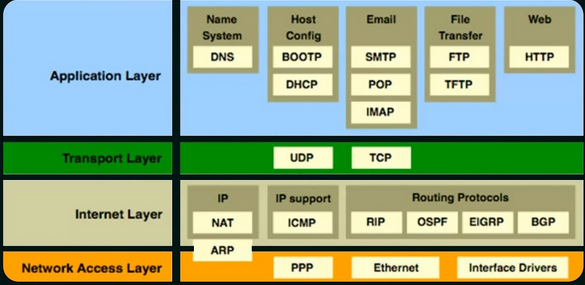 Name System
Host Config
Email
File Transfer
Web
DNS
BOOTP
SMTP
FTP
HTTP
Application Layer
DHCP
POP
TFTP
IMAP
Transport Layer
UDP
TCP
IP
IP support
Routing Protocols
Internet Layer
NAT
ICMP
RIP
OSPF
EIGRP
BGP
ARP
Network Access Layer
PPP
Ethernet
Interface Drivers